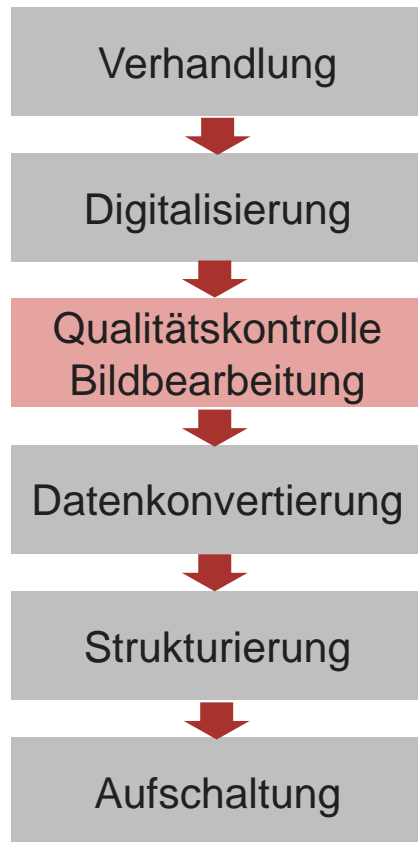 Verhandlung
Digitalisierung
Qualitätskontrolle
Bildbearbeitung
Datenkonvertierung
Strukturierung
Aufschaltung